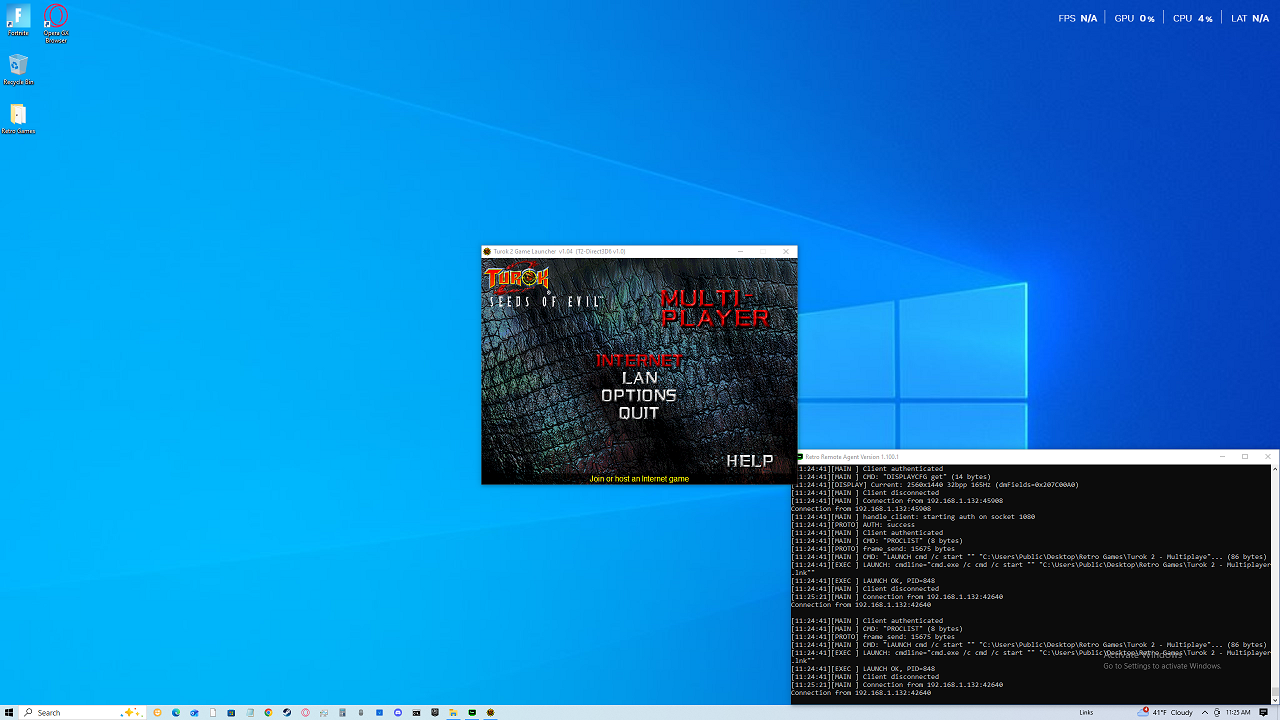 FPS N/A GPU 0 % CPU 4 % LAT N/A
Fortnite
Opera GX
Browser
Recycle Bin
Retro Games
Turok 2 Game Launcher v1.04 (T2-Direct3D6 v1.0)
TUROK
SEEDS OF EVIL
MULTI-
PLAYER
INTERNET
LAN
OPTIONS
QUIT
HELP
Join or host an Internet game
Retro Remote Agent Version 1.100.1
[11:24:41][MAIN ] Client authenticated
[11:24:41][MAIN ] CMD: "DISPLAYCFG get" (14 bytes)
[11:24:41][DISPLAY] Current: 2560x1440 32bpp 165Hz (dmFields=0x207C00A0)
[11:24:41][MAIN ] Client disconnected
[11:24:41][MAIN ] Connection from 192.168.1.132:45908
Connection from 192.168.1.132:45908
[11:24:41][MAIN ] handle_client: starting auth on socket 1080
[11:24:41][PROTO] AUTH: success
[11:24:41][MAIN ] Client authenticated
[11:24:41][MAIN ] CMD: "PROCLIST" (8 bytes)
[11:24:41][PROTO] frame_send: 15675 bytes
[11:24:41][MAIN ] CMD: "LAUNCH cmd /c start "" "C:\Users\Public\Desktop\Retro Games\Turok 2 - Multiplaye"... (86 bytes)
[11:24:41][EXEC ] LAUNCH: cmdline="cmd.exe /c cmd /c start "" "C:\Users\Public\Desktop\Retro Games\Turok 2 - Multiplayer
.lnk""
[11:24:41][EXEC ] LAUNCH OK, PID=848
[11:24:41][MAIN ] Client disconnected
[11:25:21][MAIN ] Connection from 192.168.1.132:42640
Connection from 192.168.1.132:42640
[11:24:41][MAIN ] Client authenticated
[11:24:41][MAIN ] CMD: "PROCLIST" (8 bytes)
[11:24:41][PROTO] frame_send: 15675 bytes
[11:24:41][MAIN ] CMD: "LAUNCH cmd /c start "" "C:\Users\Public\Desktop\Retro Games\Turok 2 - Multiplaye"... (86 bytes)
[11:24:41][EXEC ] LAUNCH: cmdline="cmd.exe /c cmd /c start "" "C:\Users\Public\Desktop\Retro Games\Turok 2 - Multiplayer
.lnk""
[11:24:41][EXEC ] LAUNCH OK, PID=848
[11:24:41][MAIN ] Client disconnected
[11:25:21][MAIN ] Connection from 192.168.1.132:42640
Connection from 192.168.1.132:42640
Go to Settings to activate Windows.
Search
Links
41°F Cloudy
11:25 AM